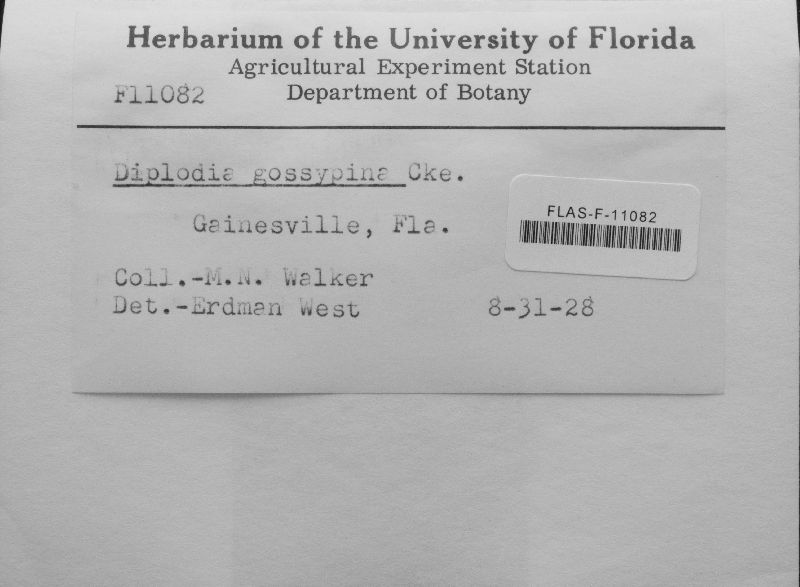 Herbarium of the University of Florida
Agricultural Experiment Station
F11082 Department of Botany
Diplodia gossypina Cke.
FLAS-F-11082
Gainesville, Fla.
Coll.-M.N. Walker
Det.-Erdman West 8-31-28